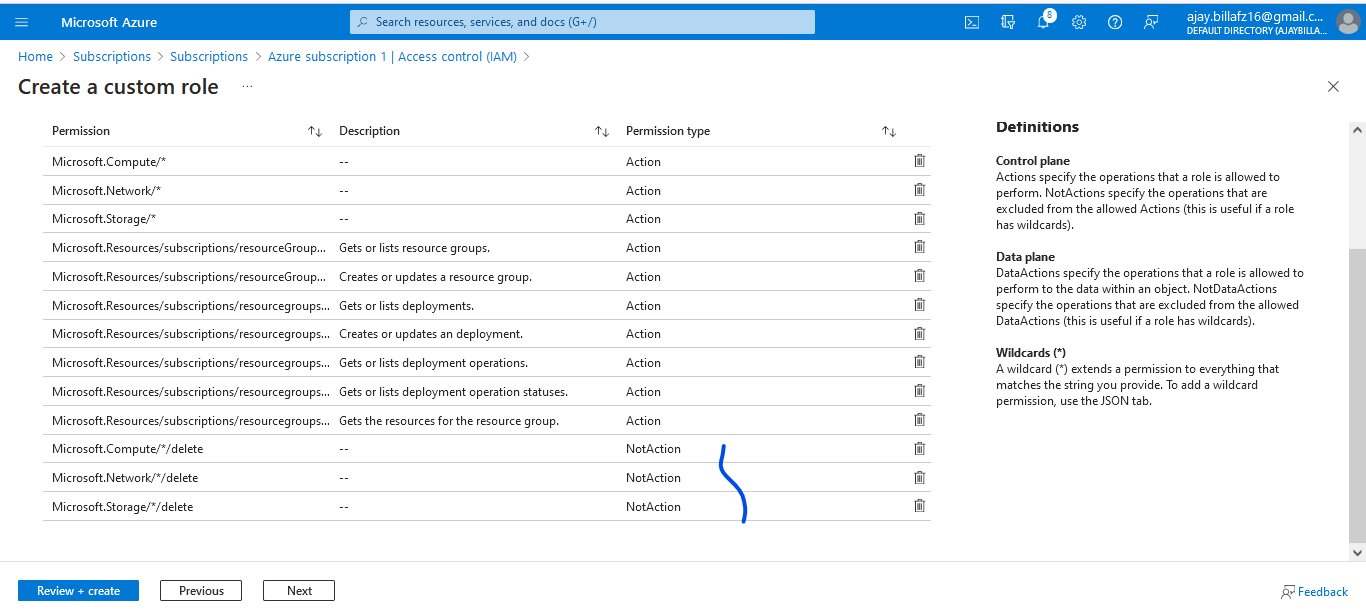 Microsoft Azure
Search resources, services, and docs (G+/)
8
ajay.billafz16@gmail.c...
DEFAULT DIRECTORY (AJAYBILLA...
Home > Subscriptions > Subscriptions > Azure subscription 1 | Access control (IAM) >
Create a custom role ...
Permission Description Permission type
Microsoft.Compute/* -- Action
Microsoft.Network/* -- Action
Microsoft.Storage/* -- Action
Microsoft.Resources/subscriptions/resourceGroup... Gets or lists resource groups. Action
Microsoft.Resources/subscriptions/resourceGroup... Creates or updates a resource group. Action
Microsoft.Resources/subscriptions/resourcegroups... Gets or lists deployments. Action
Microsoft.Resources/subscriptions/resourcegroups... Creates or updates an deployment. Action
Microsoft.Resources/subscriptions/resourcegroups... Gets or lists deployment operations. Action
Microsoft.Resources/subscriptions/resourcegroups... Gets or lists deployment operation statuses. Action
Microsoft.Resources/subscriptions/resourcegroups... Gets the resources for the resource group. Action
Microsoft.Compute/*/delete -- NotAction
Microsoft.Network/*/delete -- NotAction
Microsoft.Storage/*/delete -- NotAction
Definitions
Control plane
Actions specify the operations that a role is allowed to
perform. NotActions specify the operations that are
excluded from the allowed Actions (this is useful if a role
has wildcards).
Data plane
DataActions specify the operations that a role is allowed to
perform to the data within an object. NotDataActions
specify the operations that are excluded from the allowed
DataActions (this is useful if a role has wildcards).
Wildcards (*)
A wildcard (*) extends a permission to everything that
matches the string you provide. To add a wildcard
permission, use the JSON tab.
Review + create Previous Next
Feedback